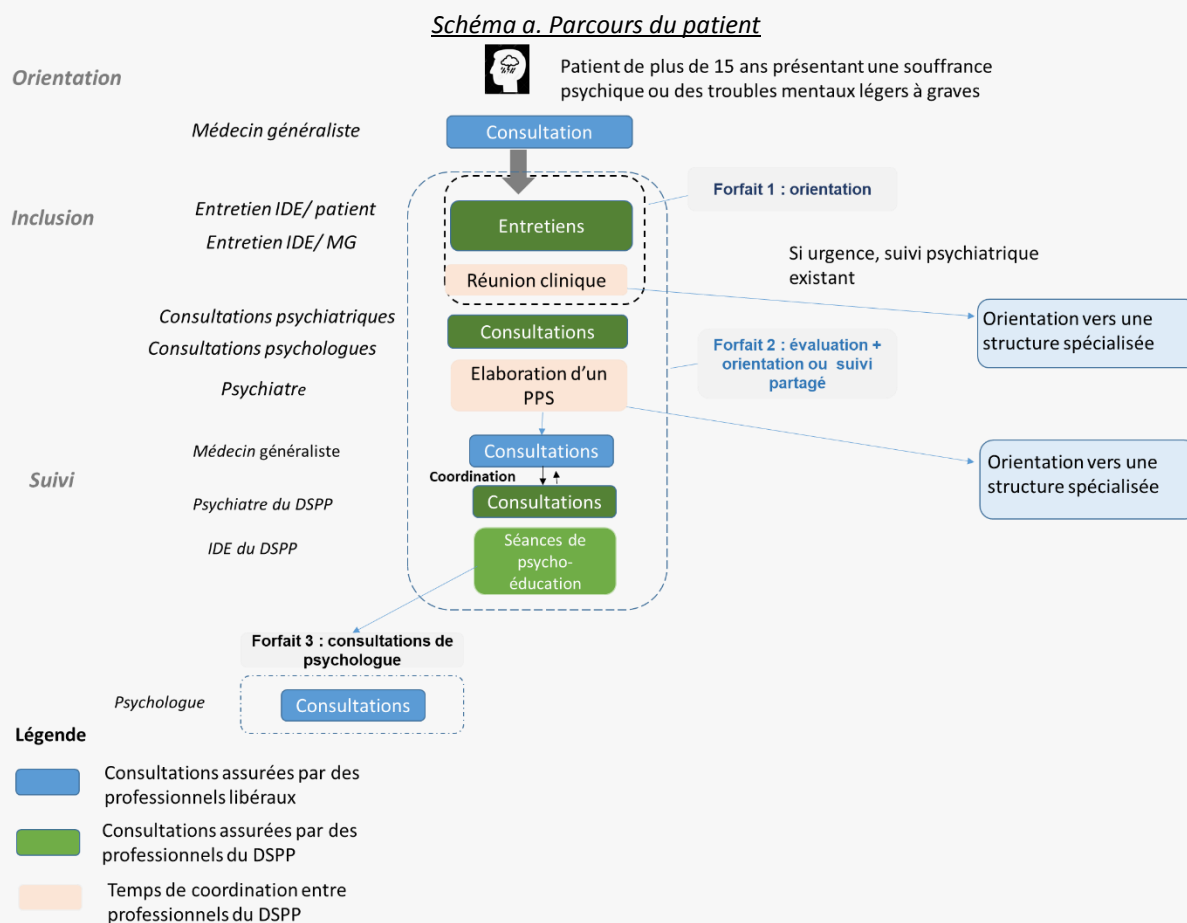 Schéma a. Parcours du patient
Orientation
Patient de plus de 15 ans présentant une souffrance
psychique ou des troubles mentaux légers à graves
Médecin généraliste
Consultation
Forfait 1 : orientation
Inclusion
Entretien IDE/ patient
Entretien IDE/ MG
Entretiens
Si urgence, suivi psychiatrique
existant
Réunion clinique
Orientation vers une
structure spécialisée
Consultations psychiatriques
Consultations psychologues
Consultations
Forfait 2 : évaluation +
orientation ou suivi
partagé
Psychiatre
Elaboration d'un
PPS
Suivi
Médecin généraliste
Consultations
Coordination
Orientation vers une
structure spécialisée
Psychiatre du DSPP
Consultations
IDE du DSPP
Séances de
psycho-
éducation
Forfait 3 : consultations de
psychologue
Psychologue
Consultations
Légende
Consultations assurées par des
professionnels libéraux
Consultations assurées par des
professionnels du DSPP
Temps de coordination entre
professionnels du DSPP